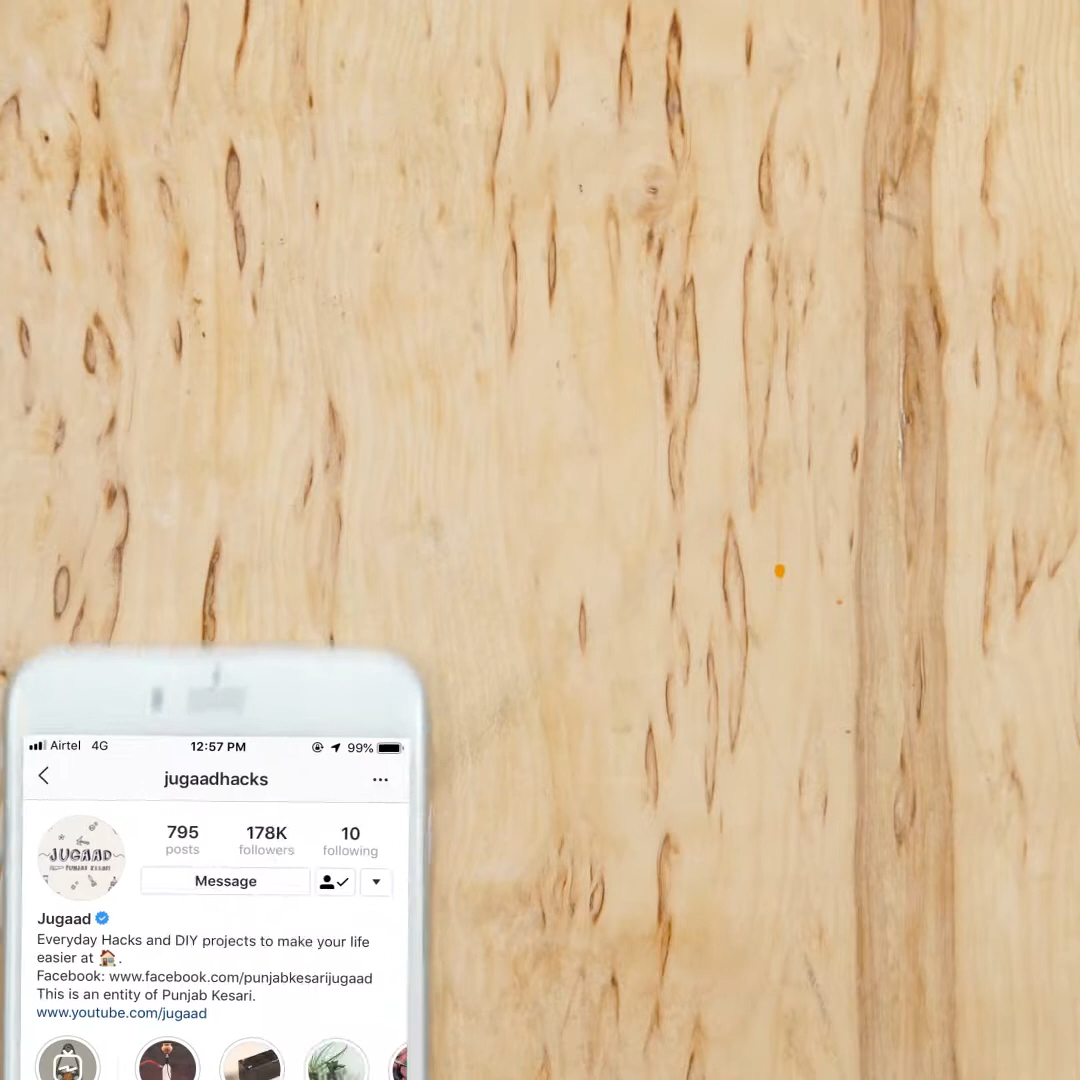 Airtel 4G 12:57 PM 99%
jugaadhacks
795 178K 10
posts followers following
Message
JUGAAD
PUNJAB KESARI
Jugaad
Everyday Hacks and DIY projects to make your life
easier at 🏠.
Facebook: www.facebook.com/punjabkesarijugaad
This is an entity of Punjab Kesari.
www.youtube.com/jugaad